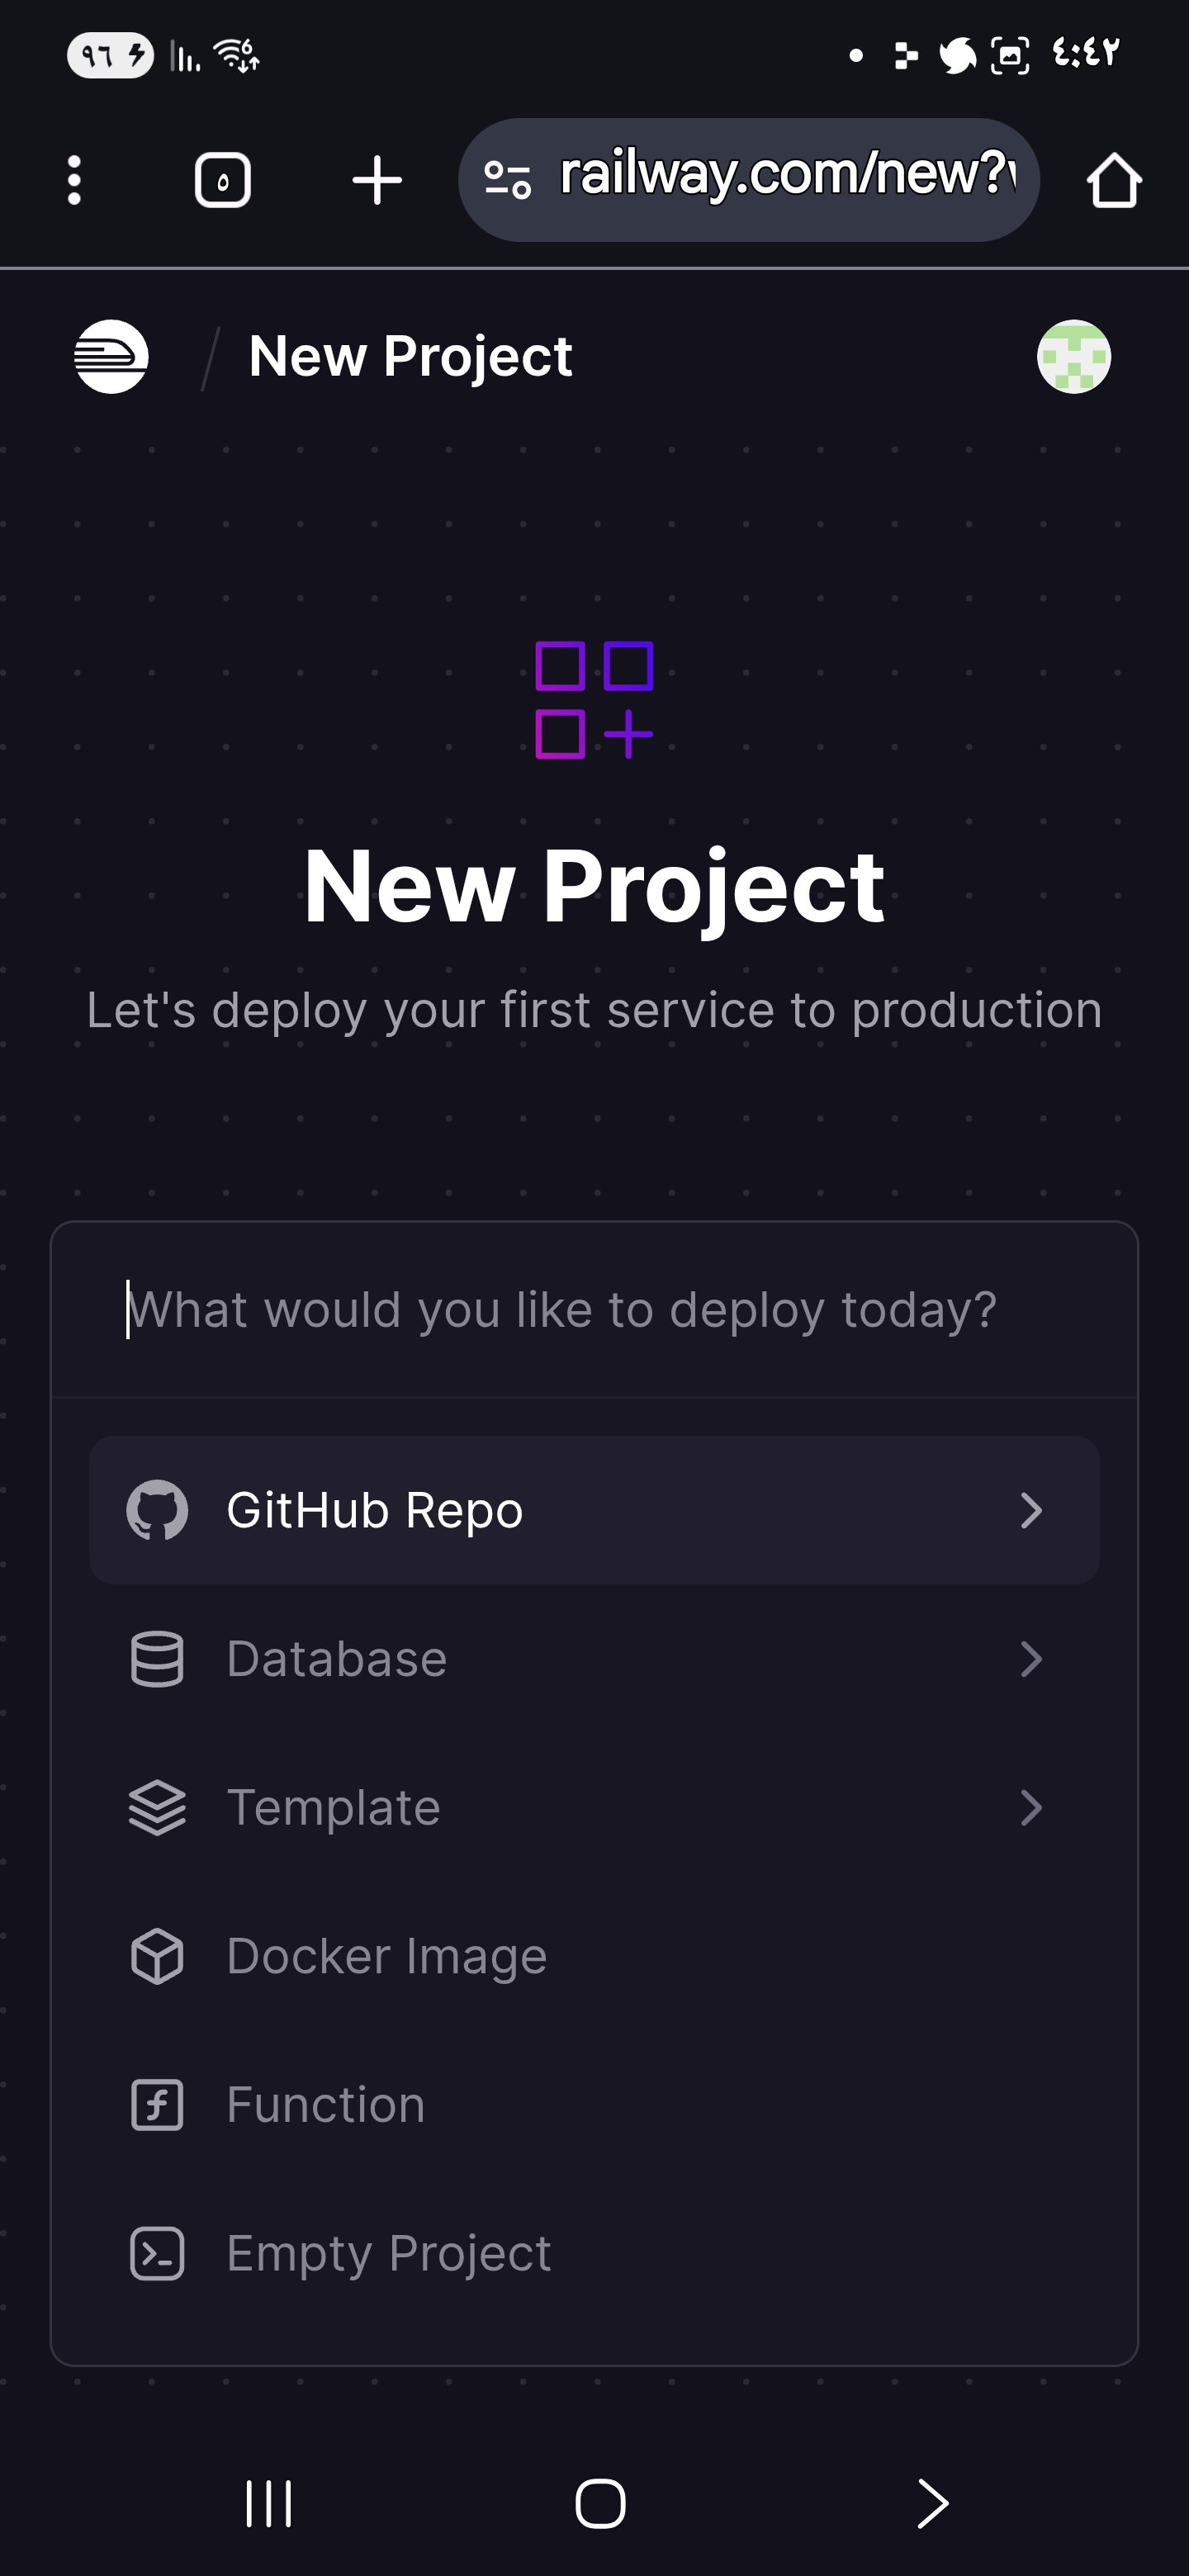 ٩٦
6
٤:٤٢
٥
railway.com/new?
New Project
New Project
Let's deploy your first service to production
What would you like to deploy today?
GitHub Repo
Database
Template
Docker Image
Function
Empty Project